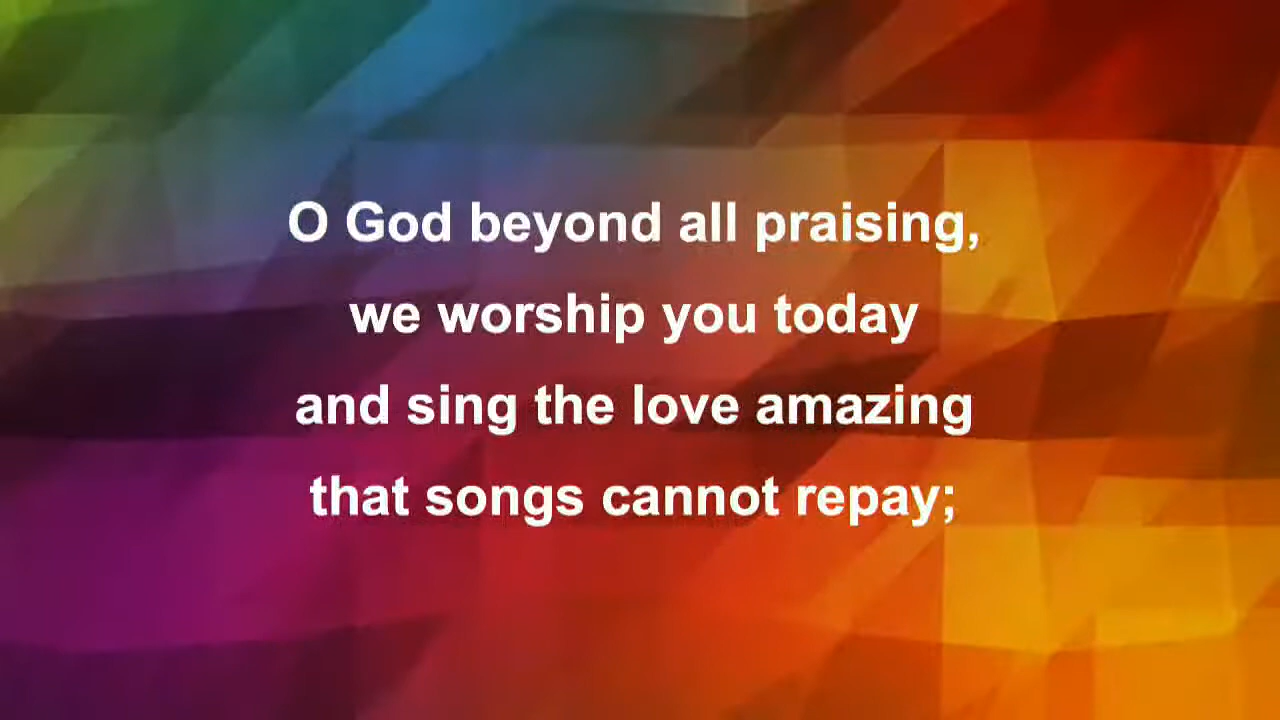 O God beyond all praising,
we worship you today
and sing the love amazing
that songs cannot repay;